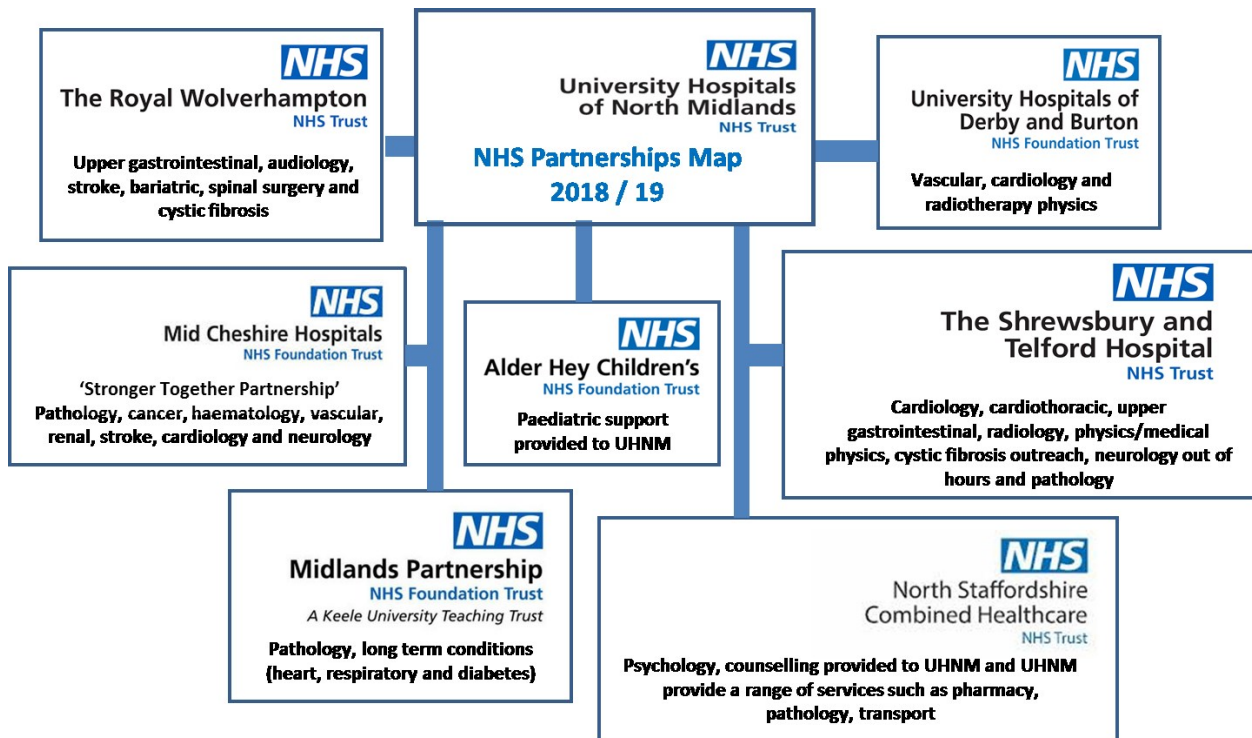 NHS
The Royal Wolverhampton
NHS Trust
Upper gastrointestinal, audiology,
stroke, bariatric, spinal surgery and
cystic fibrosis
NHS
University Hospitals
of North Midlands
NHS Trust
NHS Partnerships Map
2018 / 19
NHS
University Hospitals of
Derby and Burton
NHS Foundation Trust
Vascular, cardiology and
radiotherapy physics
NHS
Mid Cheshire Hospitals
NHS Foundation Trust
‘Stronger Together Partnership’
Pathology, cancer, haematology, vascular,
renal, stroke, cardiology and neurology
NHS
Alder Hey Children's
NHS Foundation Trust
Paediatric support
provided to UHNM
NHS
The Shrewsbury and
Telford Hospital
NHS Trust
Cardiology, cardiothoracic, upper
gastrointestinal, radiology, physics/medical
physics, cystic fibrosis outreach, neurology out of
hours and pathology
NHS
Midlands Partnership
NHS Foundation Trust
A Keele University Teaching Trust
Pathology, long term conditions
(heart, respiratory and diabetes)
NHS
North Staffordshire
Combined Healthcare
NHS Trust
Psychology, counselling provided to UHNM and UHNM
provide a range of services such as pharmacy,
pathology, transport